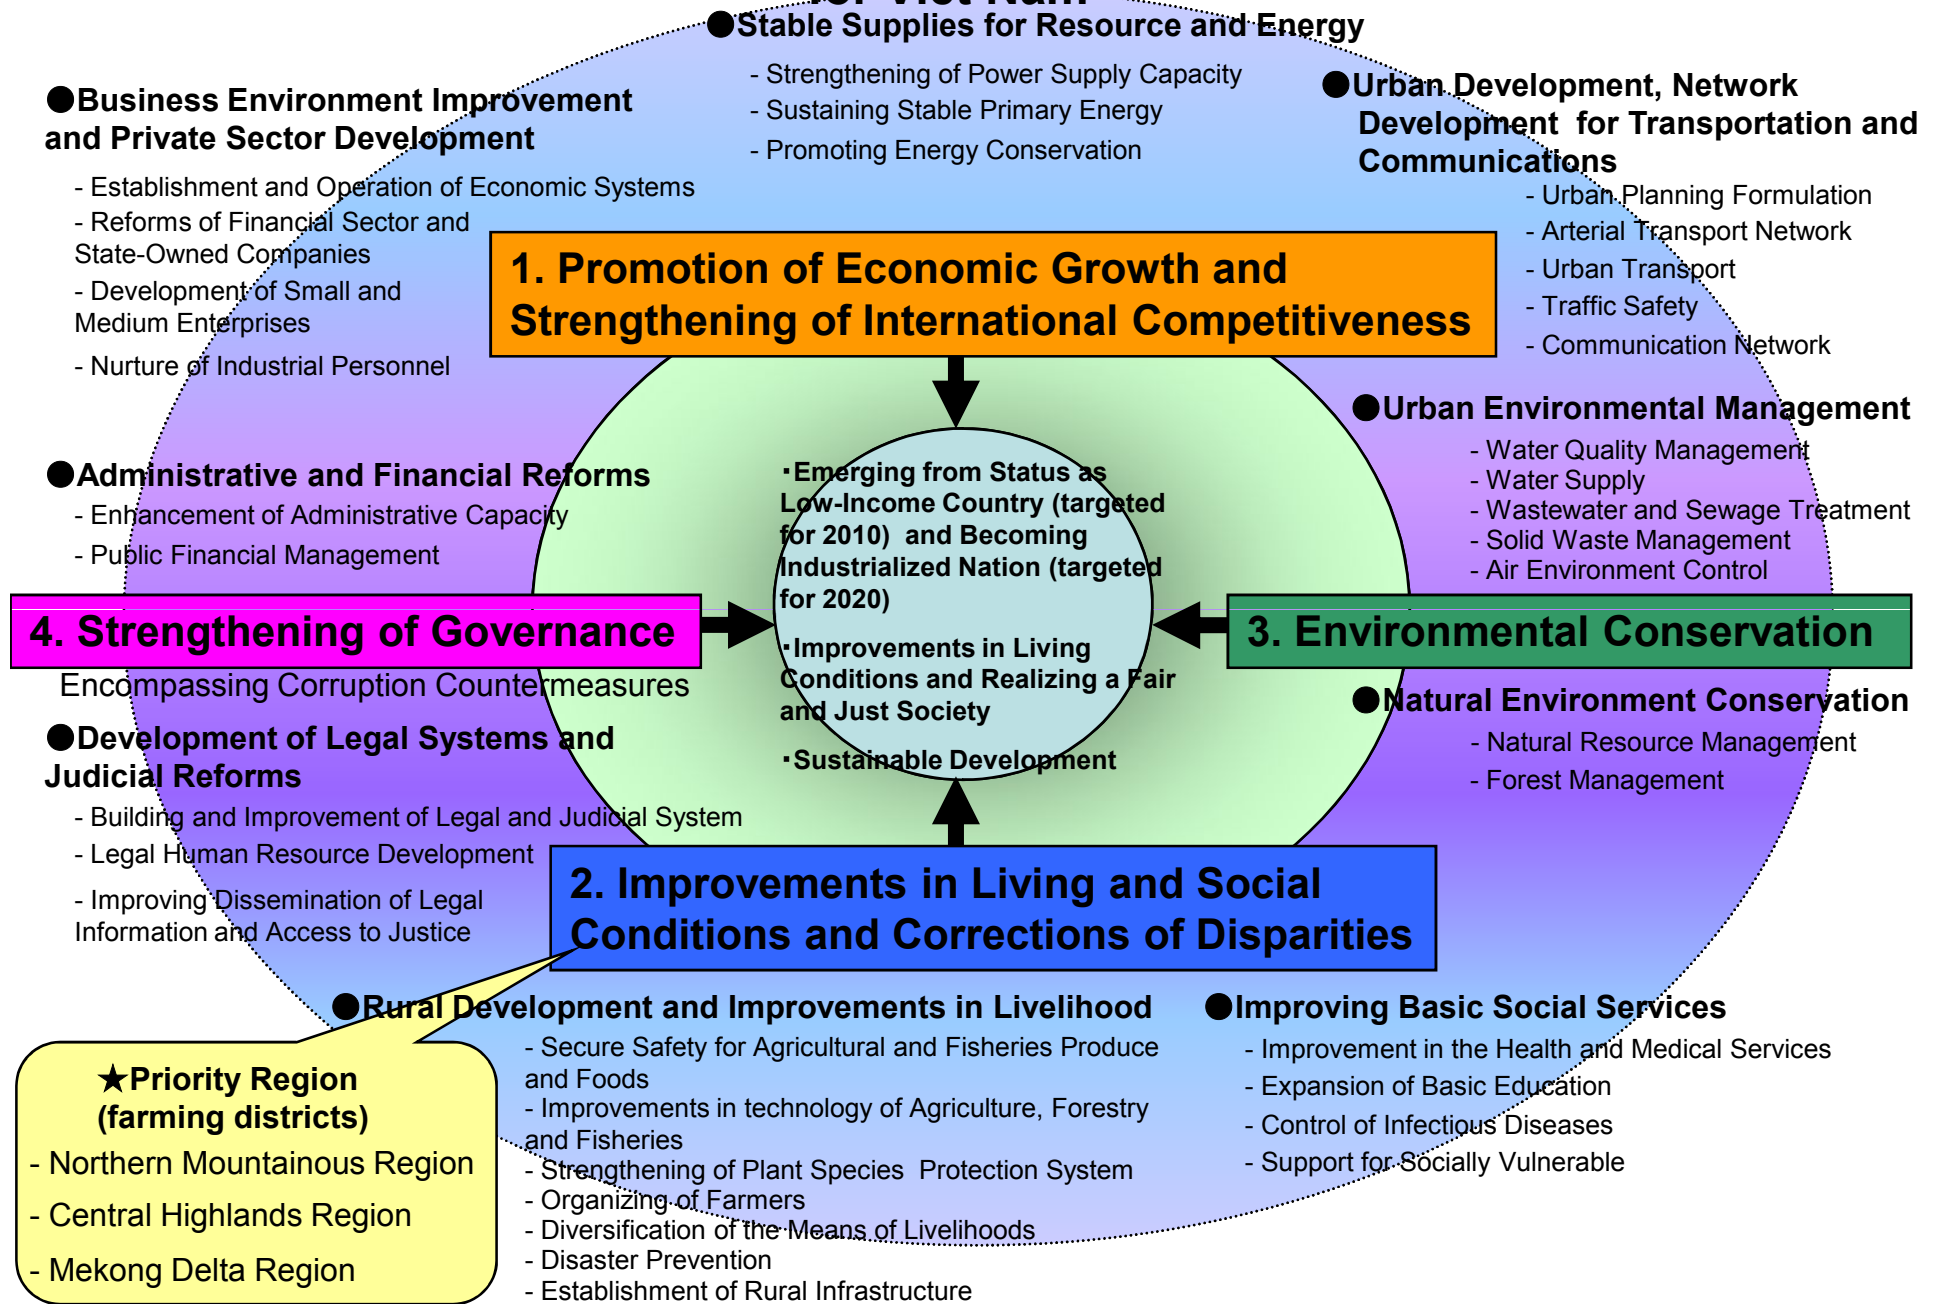 for Viet Nam
●Stable Supplies for Resource and Energy
- Strengthening of Power Supply Capacity
- Sustaining Stable Primary Energy
- Promoting Energy Conservation
●Business Environment Improvement
and Private Sector Development
- Establishment and Operation of Economic Systems
- Reforms of Financial Sector and
State-Owned Companies
- Development of Small and
Medium Enterprises
- Nurture of Industrial Personnel
●Urban Development, Network
Development for Transportation and
Communications
- Urban Planning Formulation
- Arterial Transport Network
- Urban Transport
- Traffic Safety
- Communication Network
1. Promotion of Economic Growth and
Strengthening of International Competitiveness
●Urban Environmental Management
- Water Quality Management
- Water Supply
- Wastewater and Sewage Treatment
- Solid Waste Management
- Air Environment Control
●Administrative and Financial Reforms
- Enhancement of Administrative Capacity
- Public Financial Management
・Emerging from Status as
Low-Income Country (targeted
for 2010) and Becoming
Industrialized Nation (targeted
for 2020)
・Improvements in Living
Conditions and Realizing a Fair
and Just Society
・Sustainable Development
4. Strengthening of Governance
Encompassing Corruption Countermeasures
3. Environmental Conservation
●Natural Environment Conservation
- Natural Resource Management
- Forest Management
●Development of Legal Systems and
Judicial Reforms
- Building and Improvement of Legal and Judicial System
- Legal Human Resource Development
- Improving Dissemination of Legal
Information and Access to Justice
2. Improvements in Living and Social
Conditions and Corrections of Disparities
●Rural Development and Improvements in Livelihood
- Secure Safety for Agricultural and Fisheries Produce
and Foods
- Improvements in technology of Agriculture, Forestry
and Fisheries
- Strengthening of Plant Species Protection System
- Organizing of Farmers
- Diversification of the Means of Livelihoods
- Disaster Prevention
- Establishment of Rural Infrastructure
●Improving Basic Social Services
- Improvement in the Health and Medical Services
- Expansion of Basic Education
- Control of Infectious Diseases
- Support for Socially Vulnerable
★Priority Region
(farming districts)
- Northern Mountainous Region
- Central Highlands Region
- Mekong Delta Region